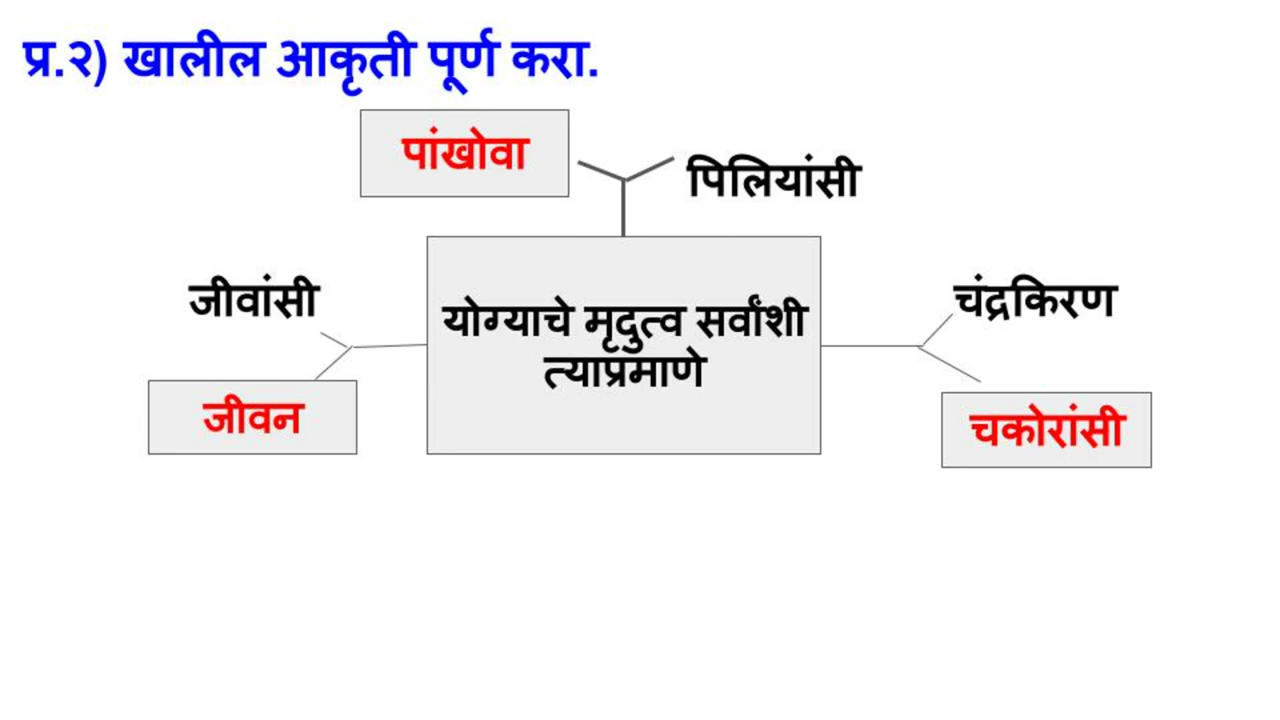 प्र.२) खालील आकृती पूर्ण करा.
पांखोवा
पिलियांसी
जीवांसी
योग्याचे मृदुत्व सर्वांशी
त्याप्रमाणे
चंद्रकिरण
जीवन
चकोरांसी